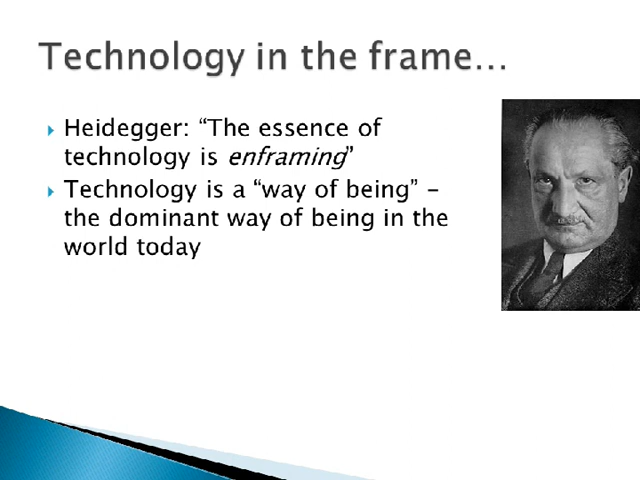 Technology in the frame...
Heidegger: “The essence of
technology is enframing”
Technology is a “way of being” –
the dominant way of being in the
world today